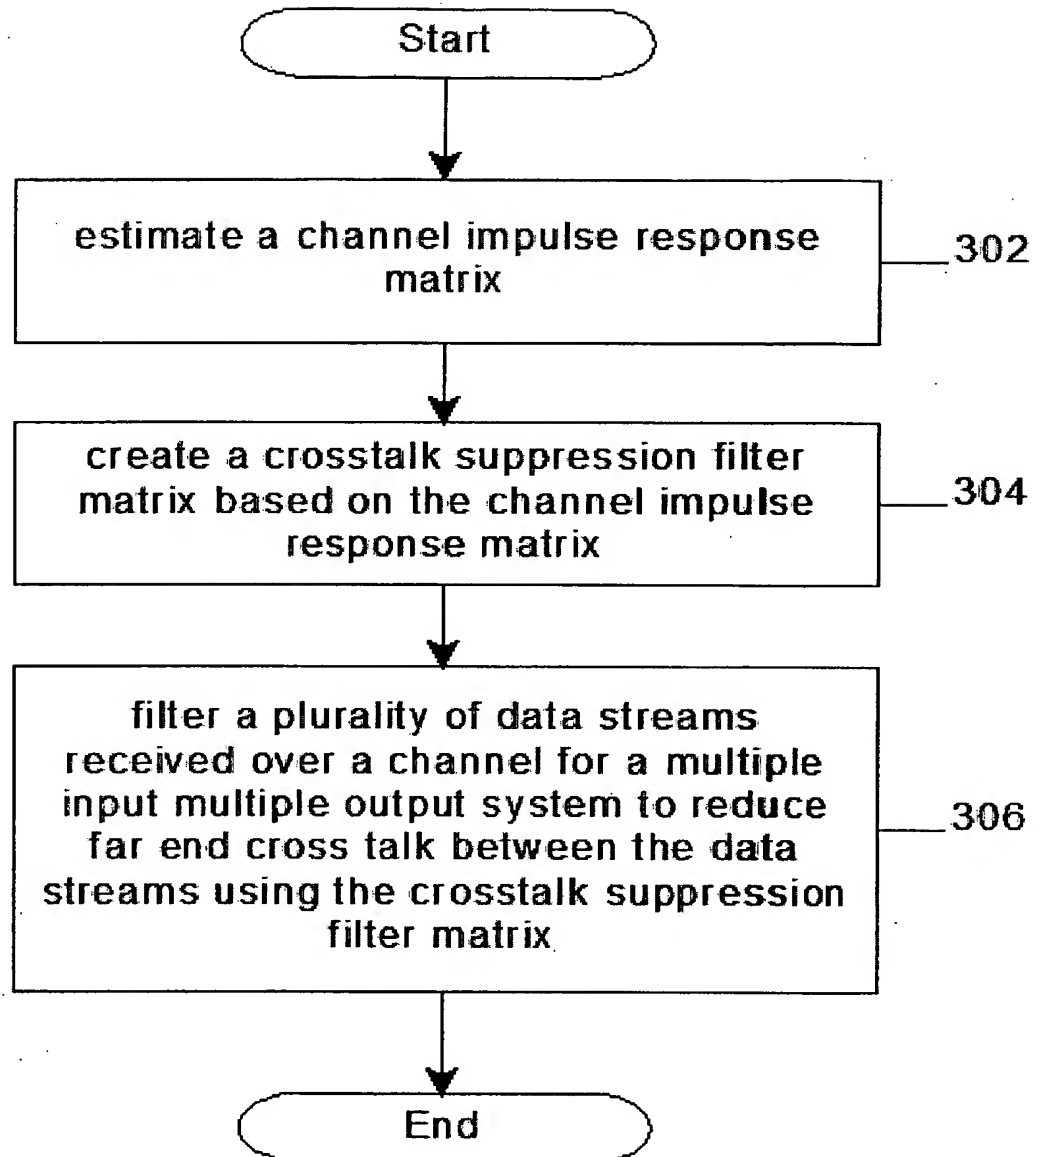 Start
estimate a channel impulse response
matrix
302
create a crosstalk suppression filter
matrix based on the channel impulse
response matrix
304
filter a plurality of data streams
received over a channel for a multiple
input multiple output system to reduce
far end cross talk between the data
streams using the crosstalk suppression
filter matrix
306
End